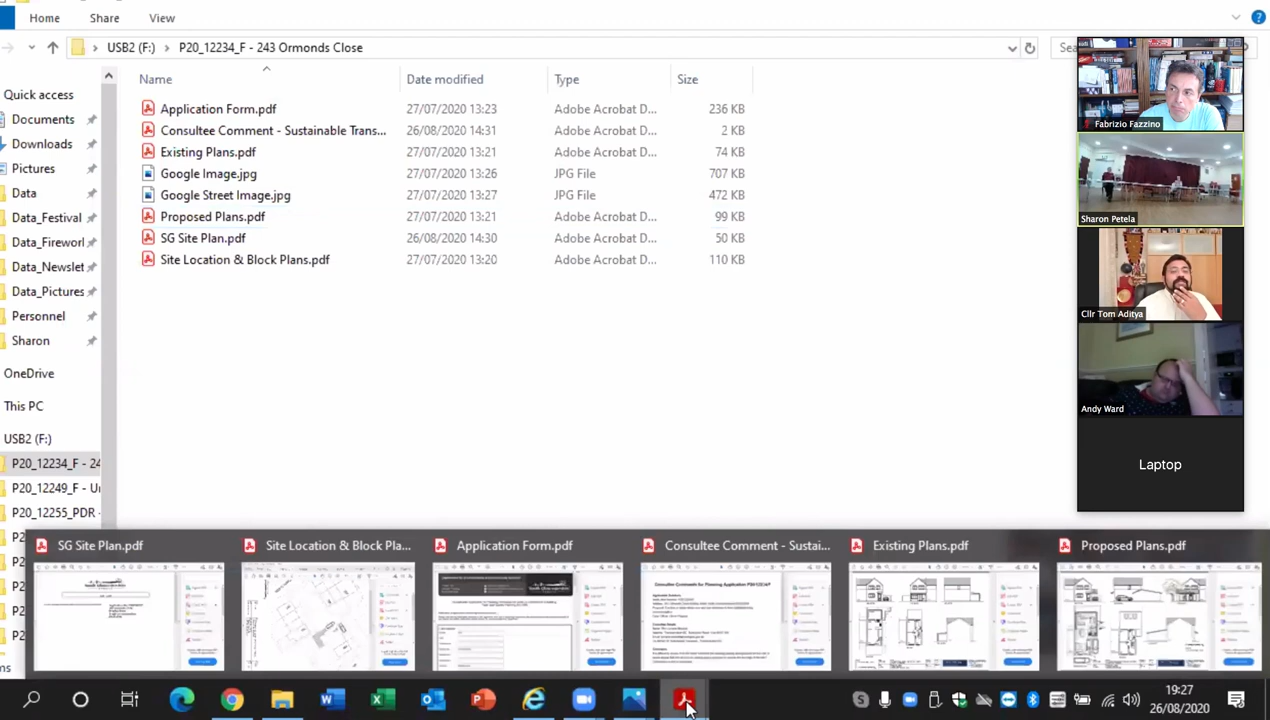 Home Share View
USB2 (F:) P20_12234_F - 243 Ormonds Close
Sea
Name Date modified Type Size
Quick access
Documents
Downloads
Pictures
Data
Data_Festival
Data_Firewor
Data_Newslet
Data_Pictures
Personnel
Sharon
OneDrive
This PC
USB2 (F:)
P20_12234_F - 24
P20_12249_F - Ur
P20_12255_PDR -
P2
P2
P2
P2
P2
ms
Application Form.pdf 27/07/2020 13:23 Adobe Acrobat D... 236 KB
Consultee Comment - Sustainable Trans... 26/08/2020 14:31 Adobe Acrobat D... 2 KB
Existing Plans.pdf 27/07/2020 13:21 Adobe Acrobat D... 74 KB
Google Image.jpg 27/07/2020 13:26 JPG File 707 KB
Google Street Image.jpg 27/07/2020 13:27 JPG File 472 KB
Proposed Plans.pdf 27/07/2020 13:21 Adobe Acrobat D... 99 KB
SG Site Plan.pdf 26/08/2020 14:30 Adobe Acrobat D... 50 KB
Site Location & Block Plans.pdf 27/07/2020 13:20 Adobe Acrobat D... 110 KB
Fabrizio Fazzino
Sharon Petela
Cllr Tom Aditya
Andy Ward
Laptop
SG Site Plan.pdf Site Location & Block Pla... Application Form.pdf Consultee Comment - Sustai... Existing Plans.pdf Proposed Plans.pdf
19:27
26/08/2020